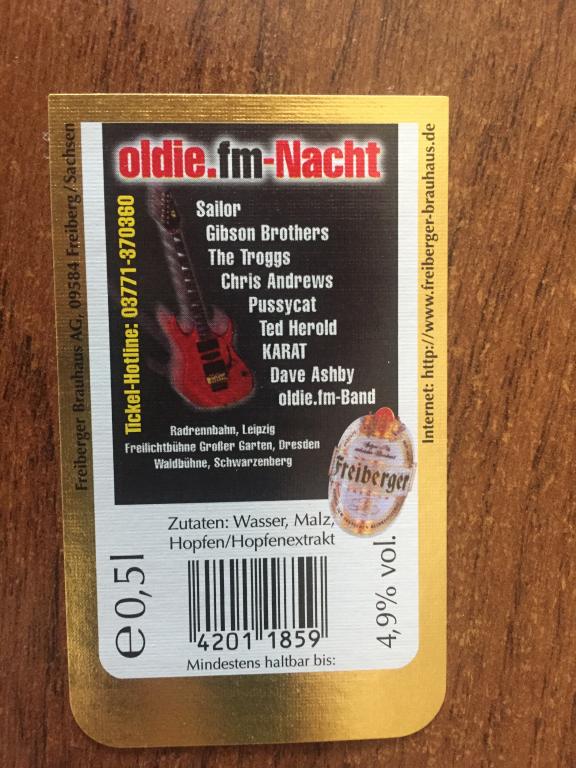 oldie.fm-Nacht
Sailor
Gibson Brothers
The Troggs
Chris Andrews
Pussycat
Ted Herold
KARAT
Dave Ashby
oldie.fm-Band
Ticket-Hotline: 03771-370360
Radrennbahn, Leipzig
Freilichtbühne Großer Garten, Dresden
Waldbühne, Schwarzenberg
Freiberger Brauhaus AG, 09584 Freiberg/Sachsen
Internet: http://www.freiberger-brauhaus.de
Freiberger
Zutaten: Wasser, Malz,
Hopfen/Hopfenextrakt
e 0,5l
4,9% vol.
4201 1859
Mindestens haltbar bis: